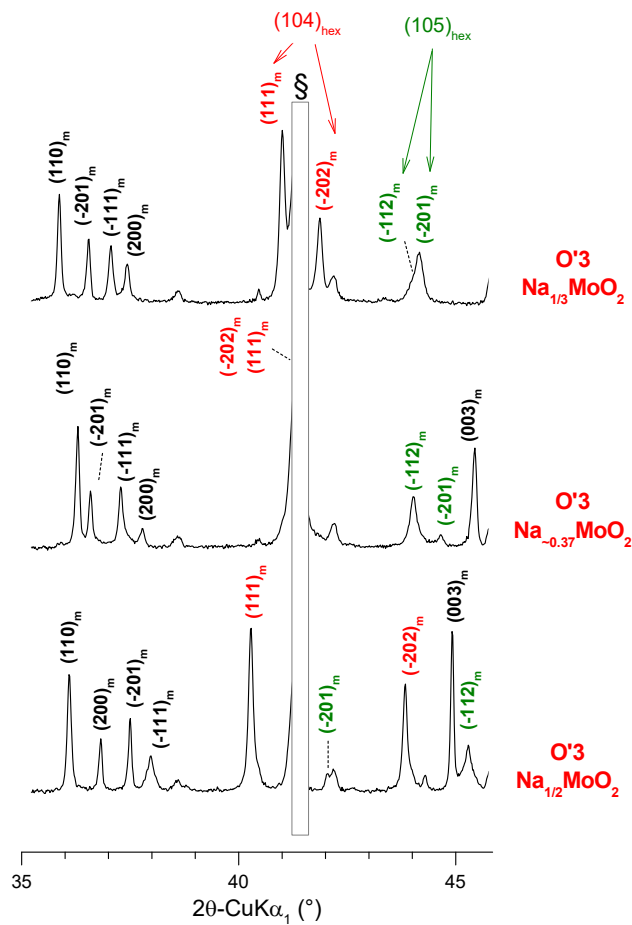 (104)hex
(105)hex
§
(111)m
(110)m
(-201)m
(-111)m
(200)m
(-202)m
(-112)m
(-201)m
O'3
Na1/3MoO2
(-202)m
(111)m
(110)m
(-201)m
(-111)m
(200)m
(-112)m
(-201)m
(003)m
O'3
Na~0.37MoO2
(110)m
(200)m
(-201)m
(-111)m
(111)m
(-201)m
(-202)m
(003)m
(-112)m
O'3
Na1/2MoO2
35
40
45
2θ-CuKα1 (°)